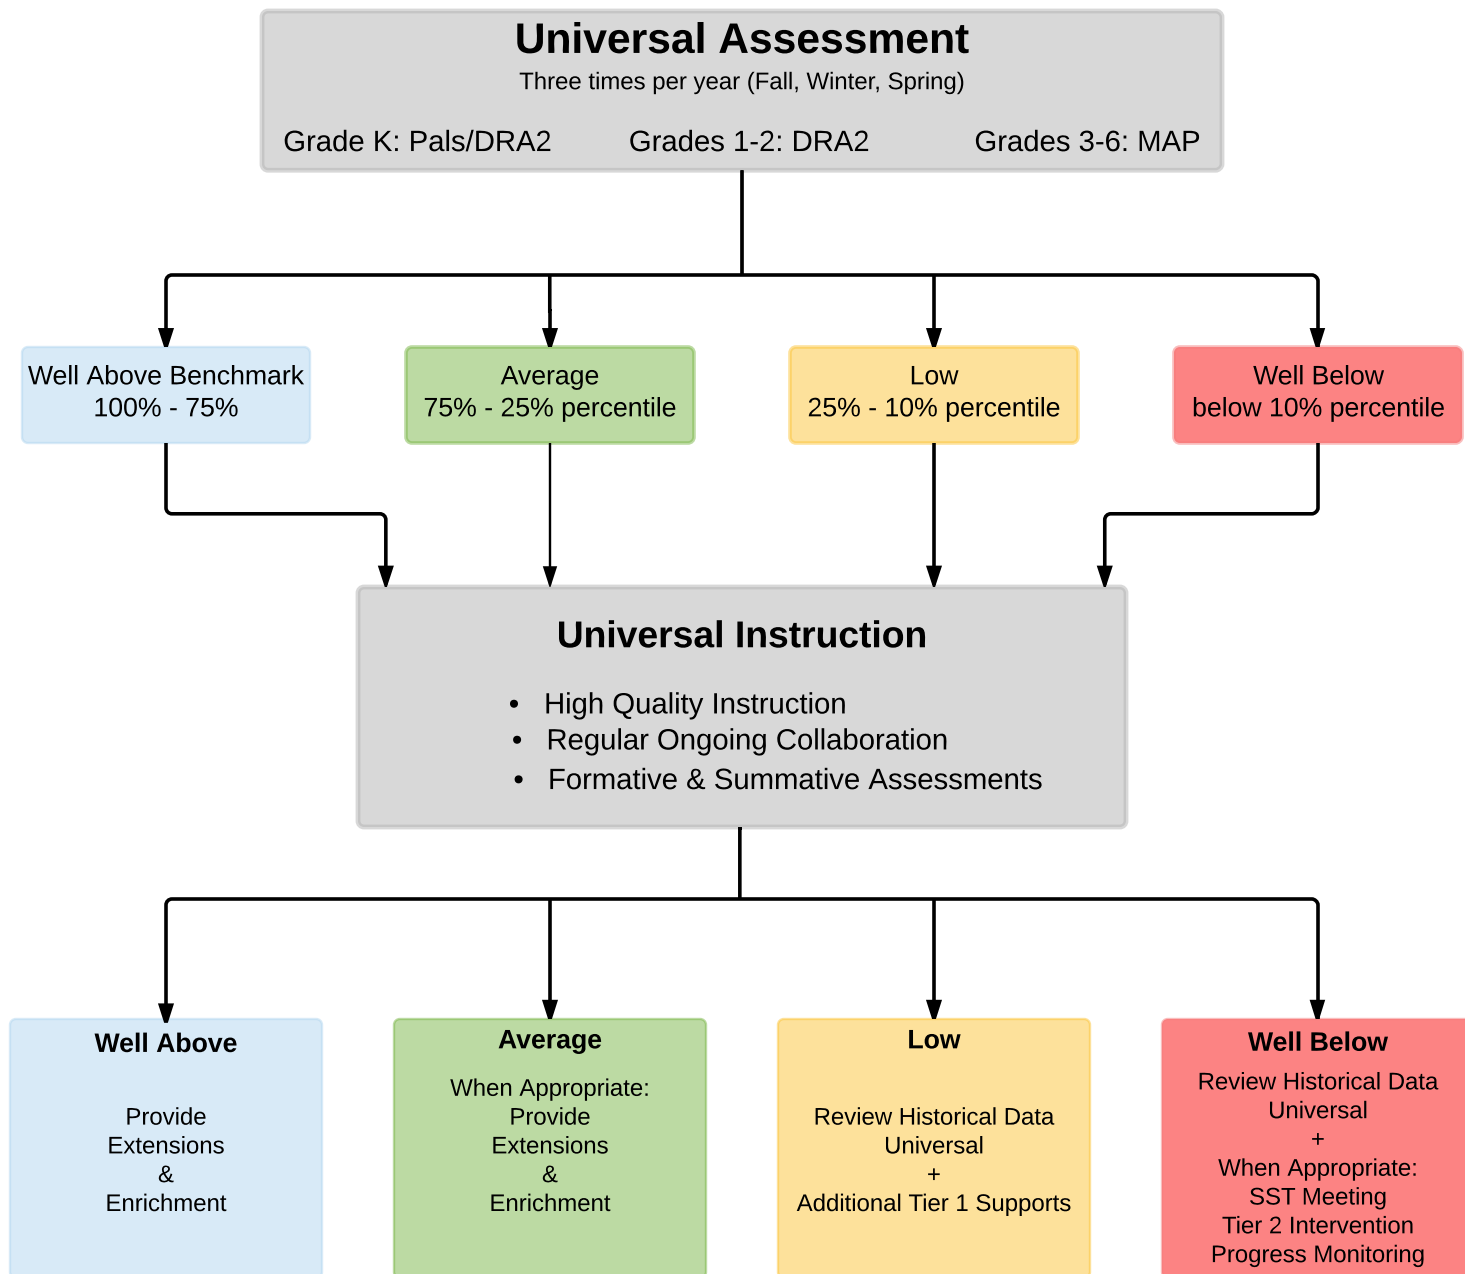 Universal Assessment
Three times per year (Fall, Winter, Spring)
Grade K: Pals/DRA2 Grades 1-2: DRA2 Grades 3-6: MAP
Well Above Benchmark
100% - 75%
Average
75% - 25% percentile
Low
25% - 10% percentile
Well Below
below 10% percentile
Universal Instruction
• High Quality Instruction
• Regular Ongoing Collaboration
• Formative & Summative Assessments
Well Above
Provide
Extensions
&
Enrichment
Average
When Appropriate:
Provide
Extensions
&
Enrichment
Low
Review Historical Data
Universal
+
Additional Tier 1 Supports
Well Below
Review Historical Data
Universal
+
When Appropriate:
SST Meeting
Tier 2 Intervention
Progress Monitoring